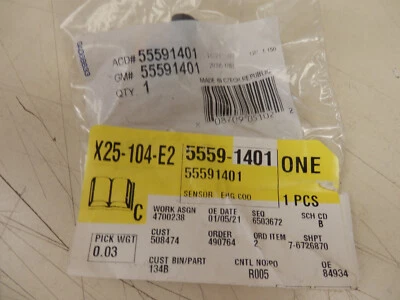 ACD# 55591401
GM# 55591401
QTY. 1
MADE IN CZECH REPUBLIC
X25-104-E2
5559-1401
ONE
55591401
SENSOR
1 PCS
C
WORK ASGN
4700238
OE DATE
01/05/21
SEQ
6503672
SCH CD
B
PICK WGT
0.03
CUST
508474
ORDER
490764
ORD ITEM
2
SHPT
7-6726870
CUST BIN/PART
134B
CNTL NO/PO
R005
OE
84934